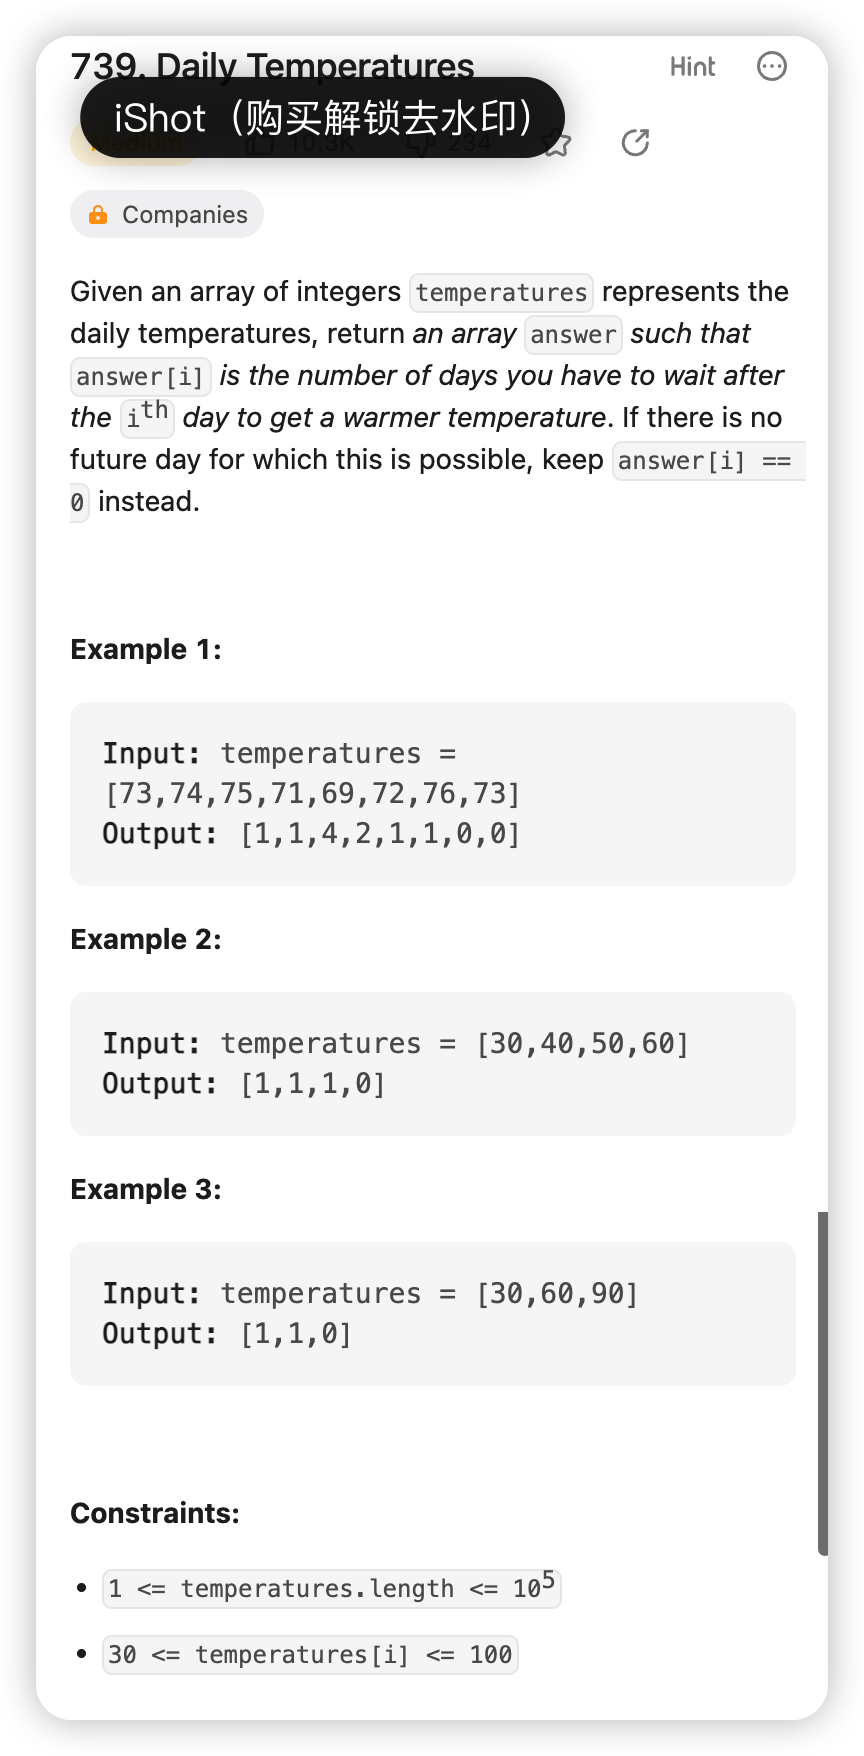 739. Daily Temperatures
Hint
iShot（购买解锁去水印）
Medium
10.3K
234
Companies
Given an array of integers temperatures represents the
daily temperatures, return an array answer such that
answer[i] is the number of days you have to wait after
the ith day to get a warmer temperature. If there is no
future day for which this is possible, keep answer[i] ==
0 instead.
Example 1:
Input: temperatures =
[73,74,75,71,69,72,76,73]
Output: [1,1,4,2,1,1,0,0]
Example 2:
Input: temperatures = [30,40,50,60]
Output: [1,1,1,0]
Example 3:
Input: temperatures = [30,60,90]
Output: [1,1,0]
Constraints:
• 1 <= temperatures.length <= 10^5
• 30 <= temperatures[i] <= 100